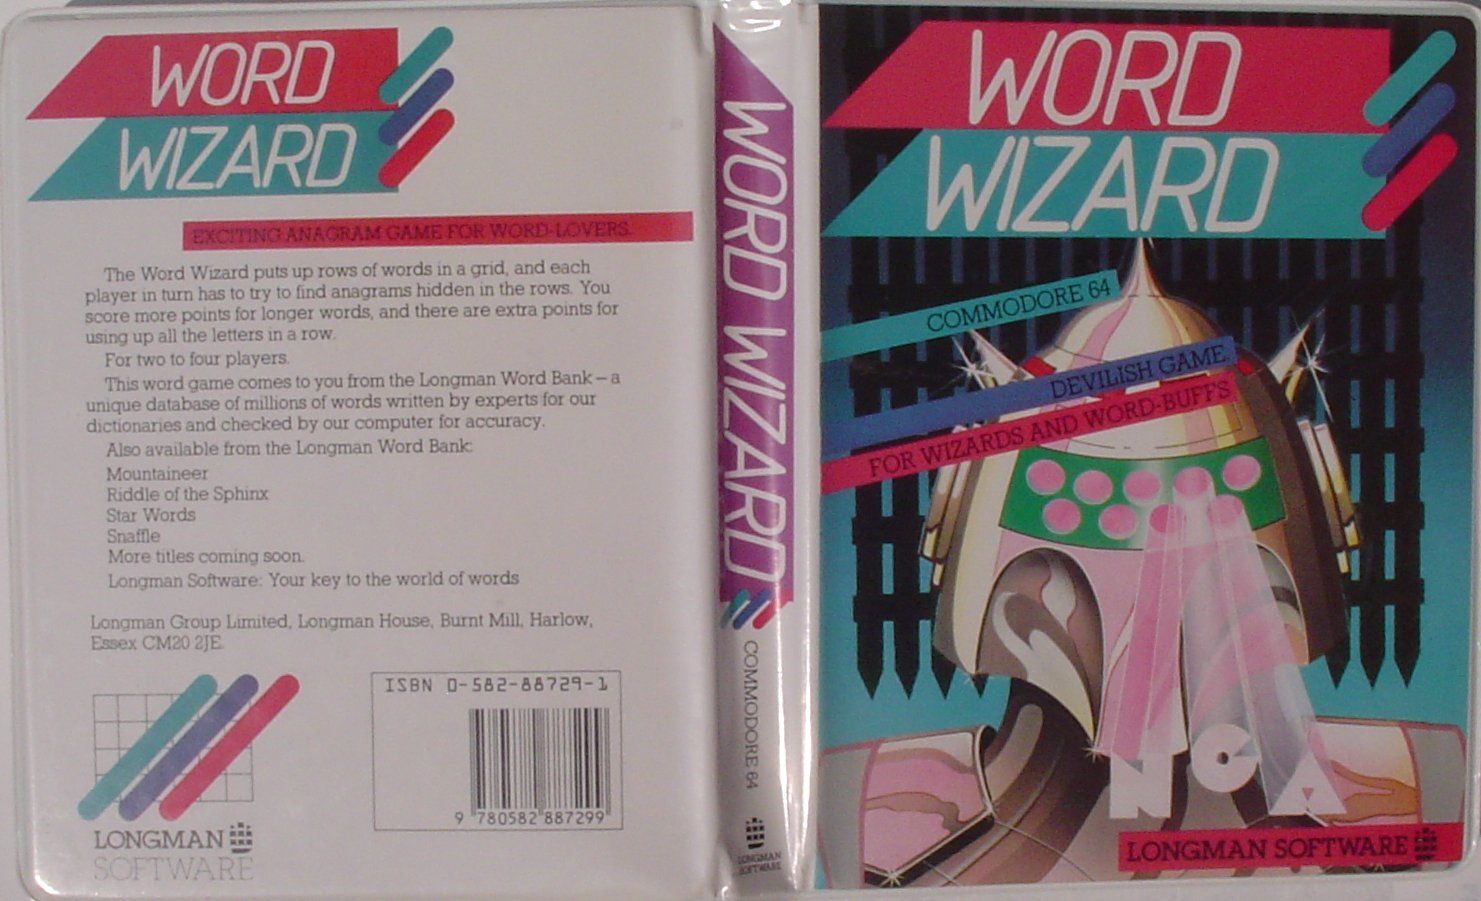 WORD
WIZARD
EXCITING ANAGRAM GAME FOR WORD-LOVERS.
The Word Wizard puts up rows of words in a grid, and each
player in turn has to try to find anagrams hidden in the rows. You
score more points for longer words, and there are extra points for
using up all the letters in a row.
For two to four players.
This word game comes to you from the Longman Word Bank – a
unique database of millions of words written by experts for our
dictionaries and checked by our computer for accuracy.
Also available from the Longman Word Bank:
Mountaineer
Riddle of the Sphinx
Star Words
Snaffle
More titles coming soon.
Longman Software: Your key to the world of words
Longman Group Limited, Longman House, Burnt Mill, Harlow,
Essex CM20 2JE.
LONGMAN
SOFTWARE
ISBN 0-582-88729-1
9 780582 887299
WORD WIZARD
COMMODORE 64
LONGMAN
SOFTWARE
WORD
WIZARD
COMMODORE 64
DEVILISH GAME
FOR WIZARDS AND WORD-BUFFS
N C A
LONGMAN SOFTWARE